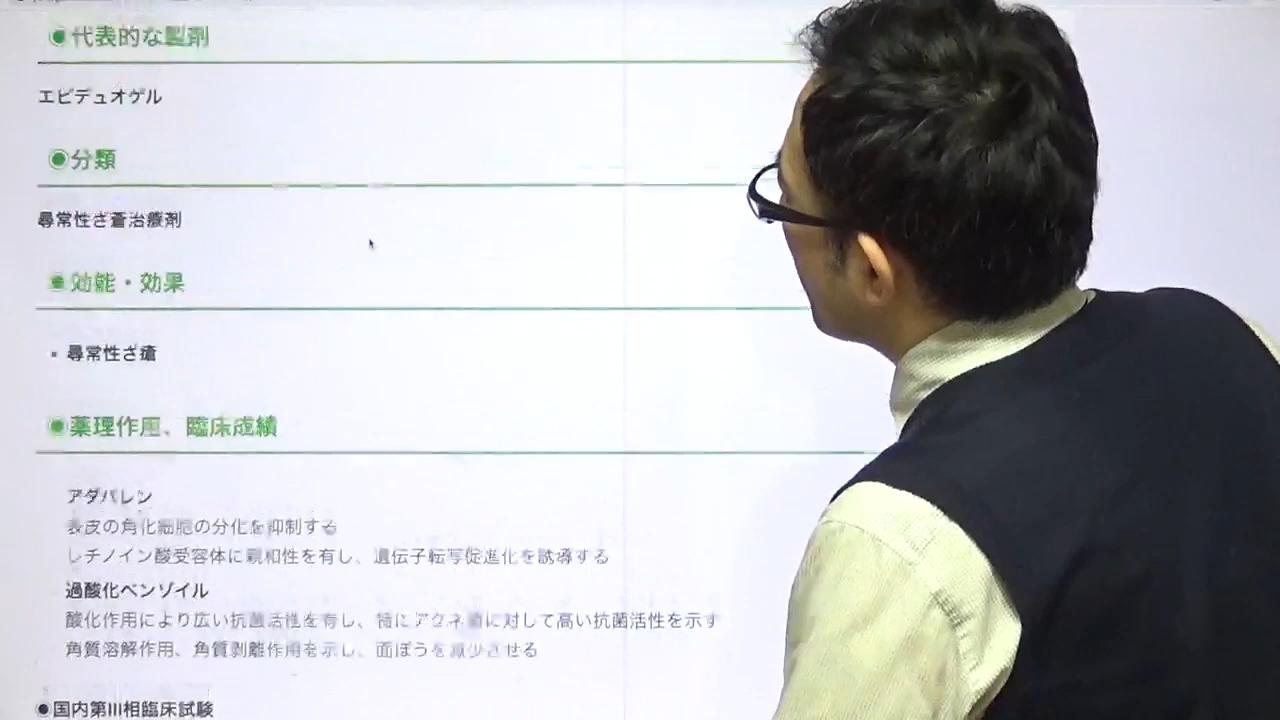 ●代表的な製剤
エピデュオゲル
●分類
尋常性ざ蒼治療剤
●効能・効果
▪ 尋常性ざ瘡
●薬理作用、臨床成績
アダパレン
表皮の角化細胞の分化を抑制する
レチノイン酸受容体に親和性を有し、遺伝子転写促進化を誘導する
過酸化ベンゾイル
酸化作用により広い抗菌活性を有し、特にアクネ菌に対して高い抗菌活性を示す
角質溶解作用、角質剥離作用を示し、面ぽうを減少させる
●国内第III相臨床試験